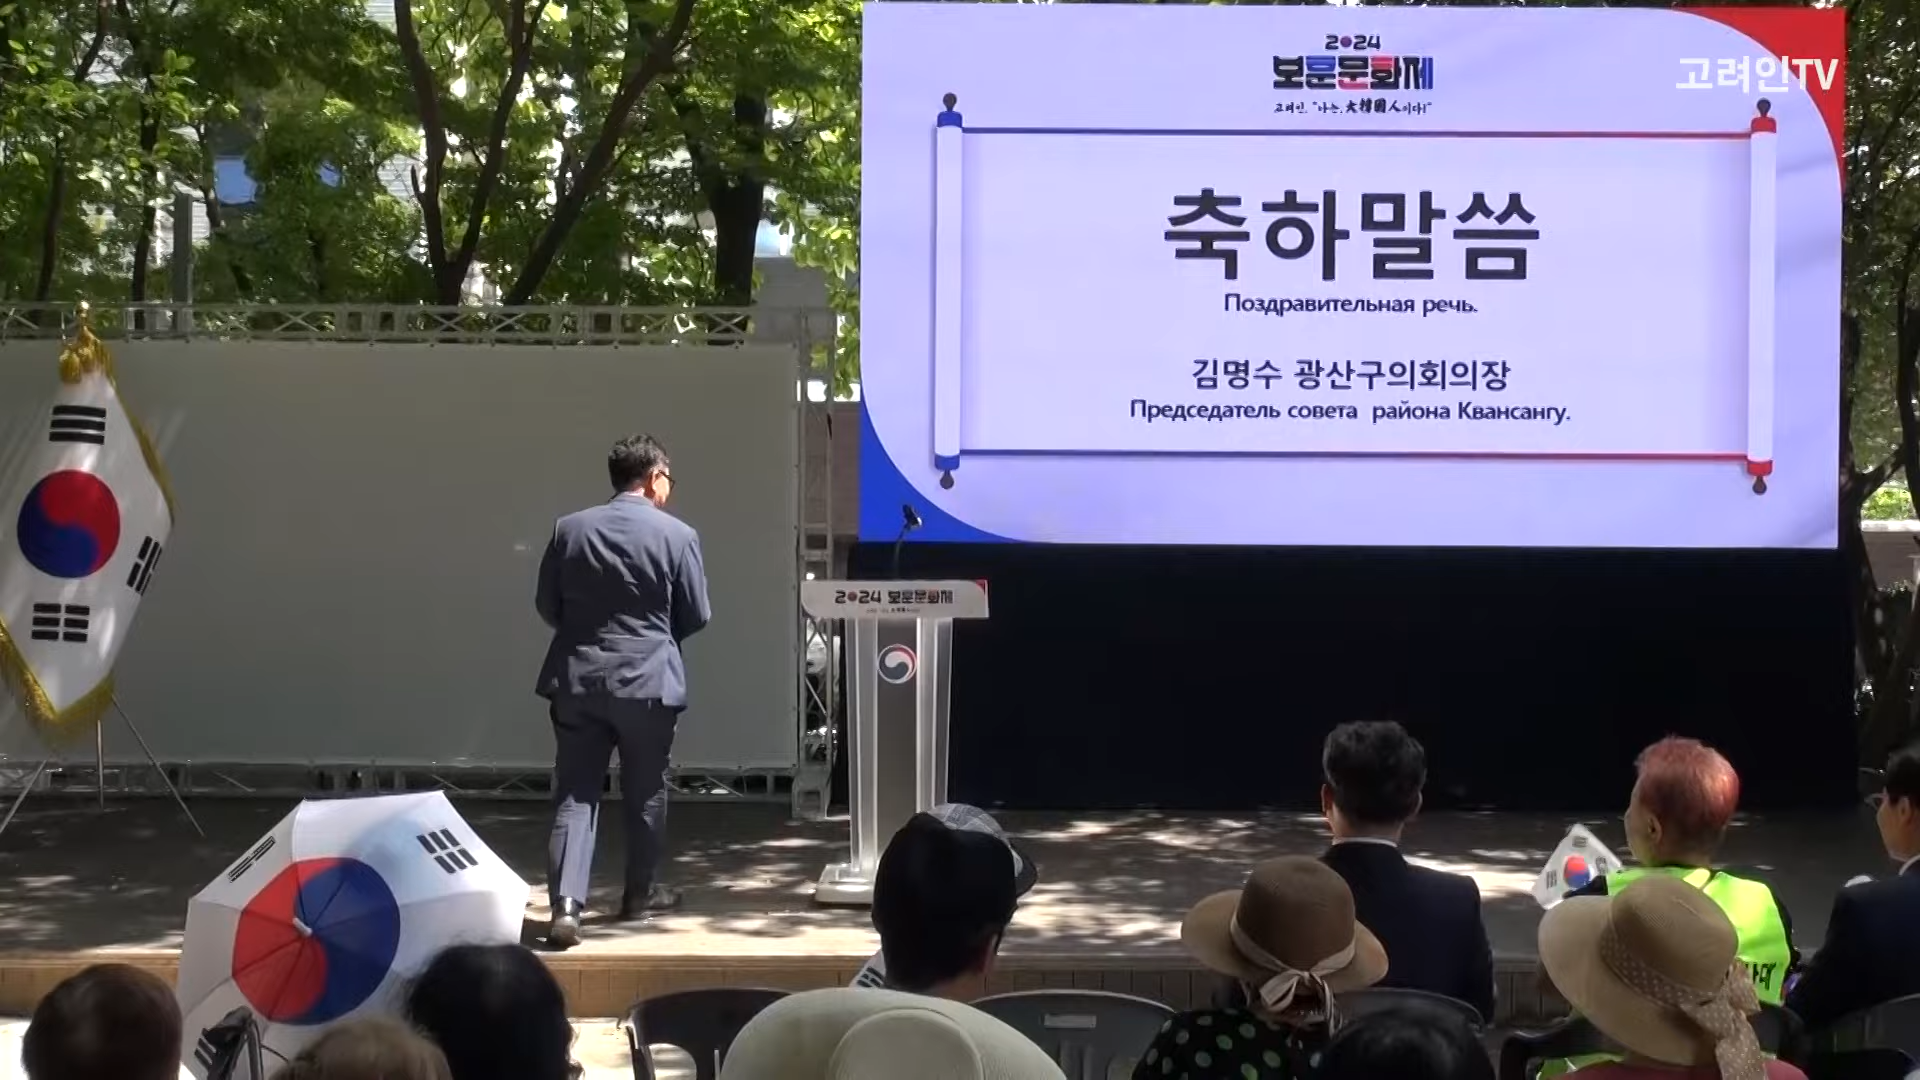 2024
보훈문화제
고려인, "나는, 大韓國人이다!"
고려인TV
축하말씀
Поздравительная речь.
김명수 광산구의회의장
Председатель совета района Квансангу.
2024 보훈문화제